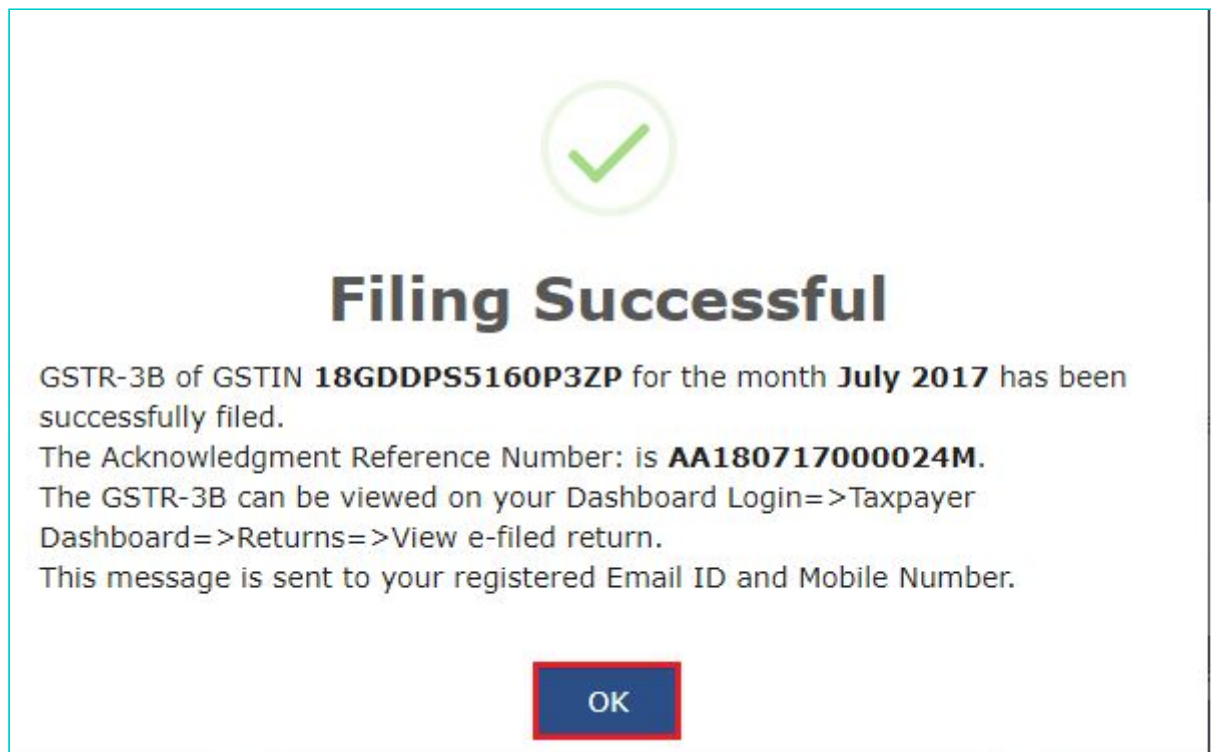 Filing Successful
GSTR-3B of GSTIN 18GDDPS5160P3ZP for the month July 2017 has been
successfully filed.
The Acknowledgment Reference Number: is AA180717000024M.
The GSTR-3B can be viewed on your Dashboard Login=>Taxpayer
Dashboard=>Returns=>View e-filed return.
This message is sent to your registered Email ID and Mobile Number.
OK